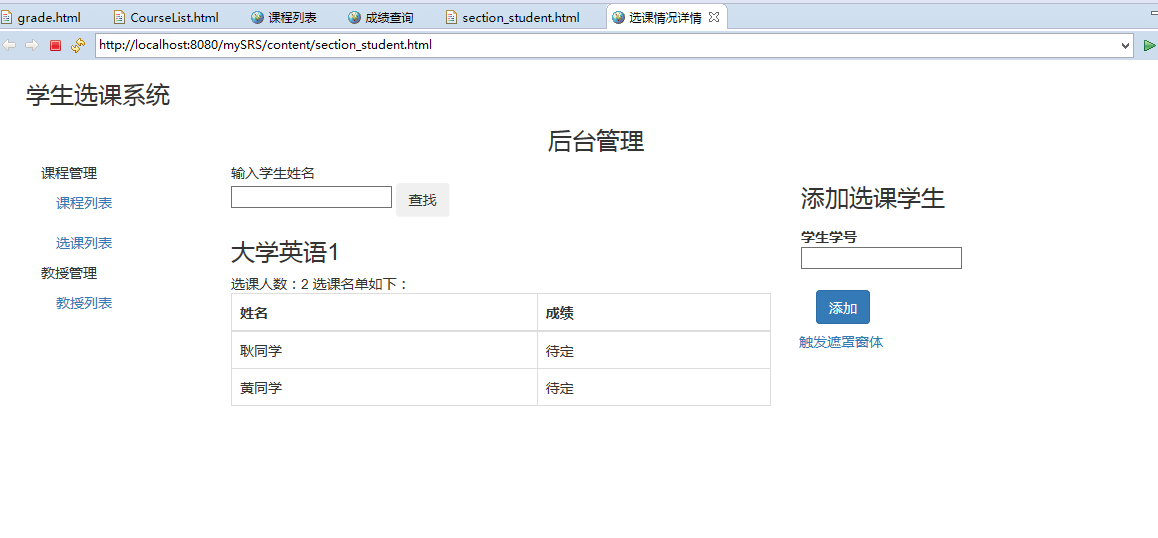 grade.html CourseList.html 课程列表 成绩查询 section_student.html 选课情况详情
http://localhost:8080/mySRS/content/section_student.html
学生选课系统
后台管理
课程管理
课程列表
选课列表
教授管理
教授列表
输入学生姓名
查找
大学英语1
选课人数：2 选课名单如下：
姓名 成绩
耿同学 待定
黄同学 待定
添加选课学生
学生学号
添加
触发遮罩窗体